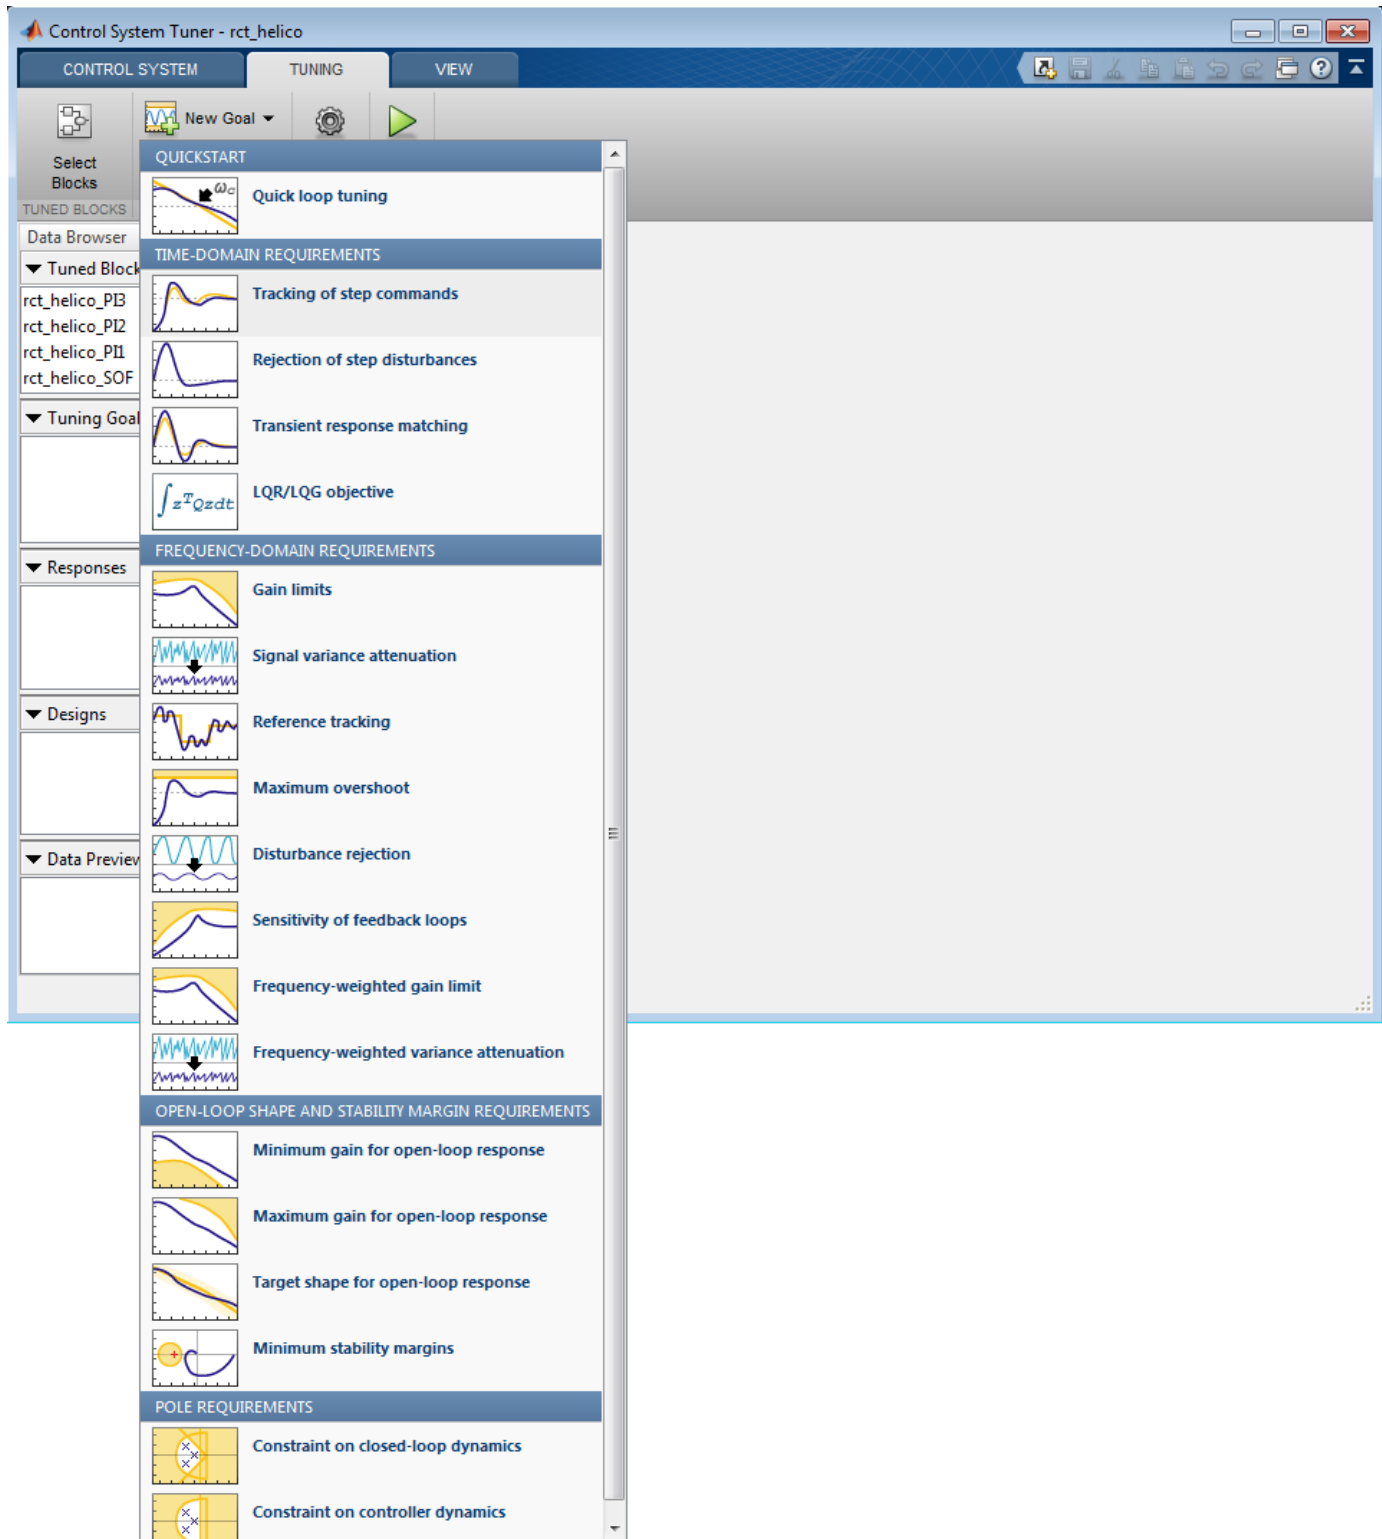 Control System Tuner - rct_helico
CONTROL SYSTEM
TUNING
VIEW
New Goal
Select
Blocks
TUNED BLOCKS
Data Browser
Tuned Block
rct_helico_PI3
rct_helico_PI2
rct_helico_PI1
rct_helico_SOF
Tuning Goal
Responses
Designs
Data Preview
QUICKSTART
ωc
Quick loop tuning
TIME-DOMAIN REQUIREMENTS
Tracking of step commands
Rejection of step disturbances
Transient response matching
∫zᵀQzdt
LQR/LQG objective
FREQUENCY-DOMAIN REQUIREMENTS
Gain limits
Signal variance attenuation
Reference tracking
Maximum overshoot
Disturbance rejection
Sensitivity of feedback loops
Frequency-weighted gain limit
Frequency-weighted variance attenuation
OPEN-LOOP SHAPE AND STABILITY MARGIN REQUIREMENTS
Minimum gain for open-loop response
Maximum gain for open-loop response
Target shape for open-loop response
Minimum stability margins
POLE REQUIREMENTS
Constraint on closed-loop dynamics
Constraint on controller dynamics